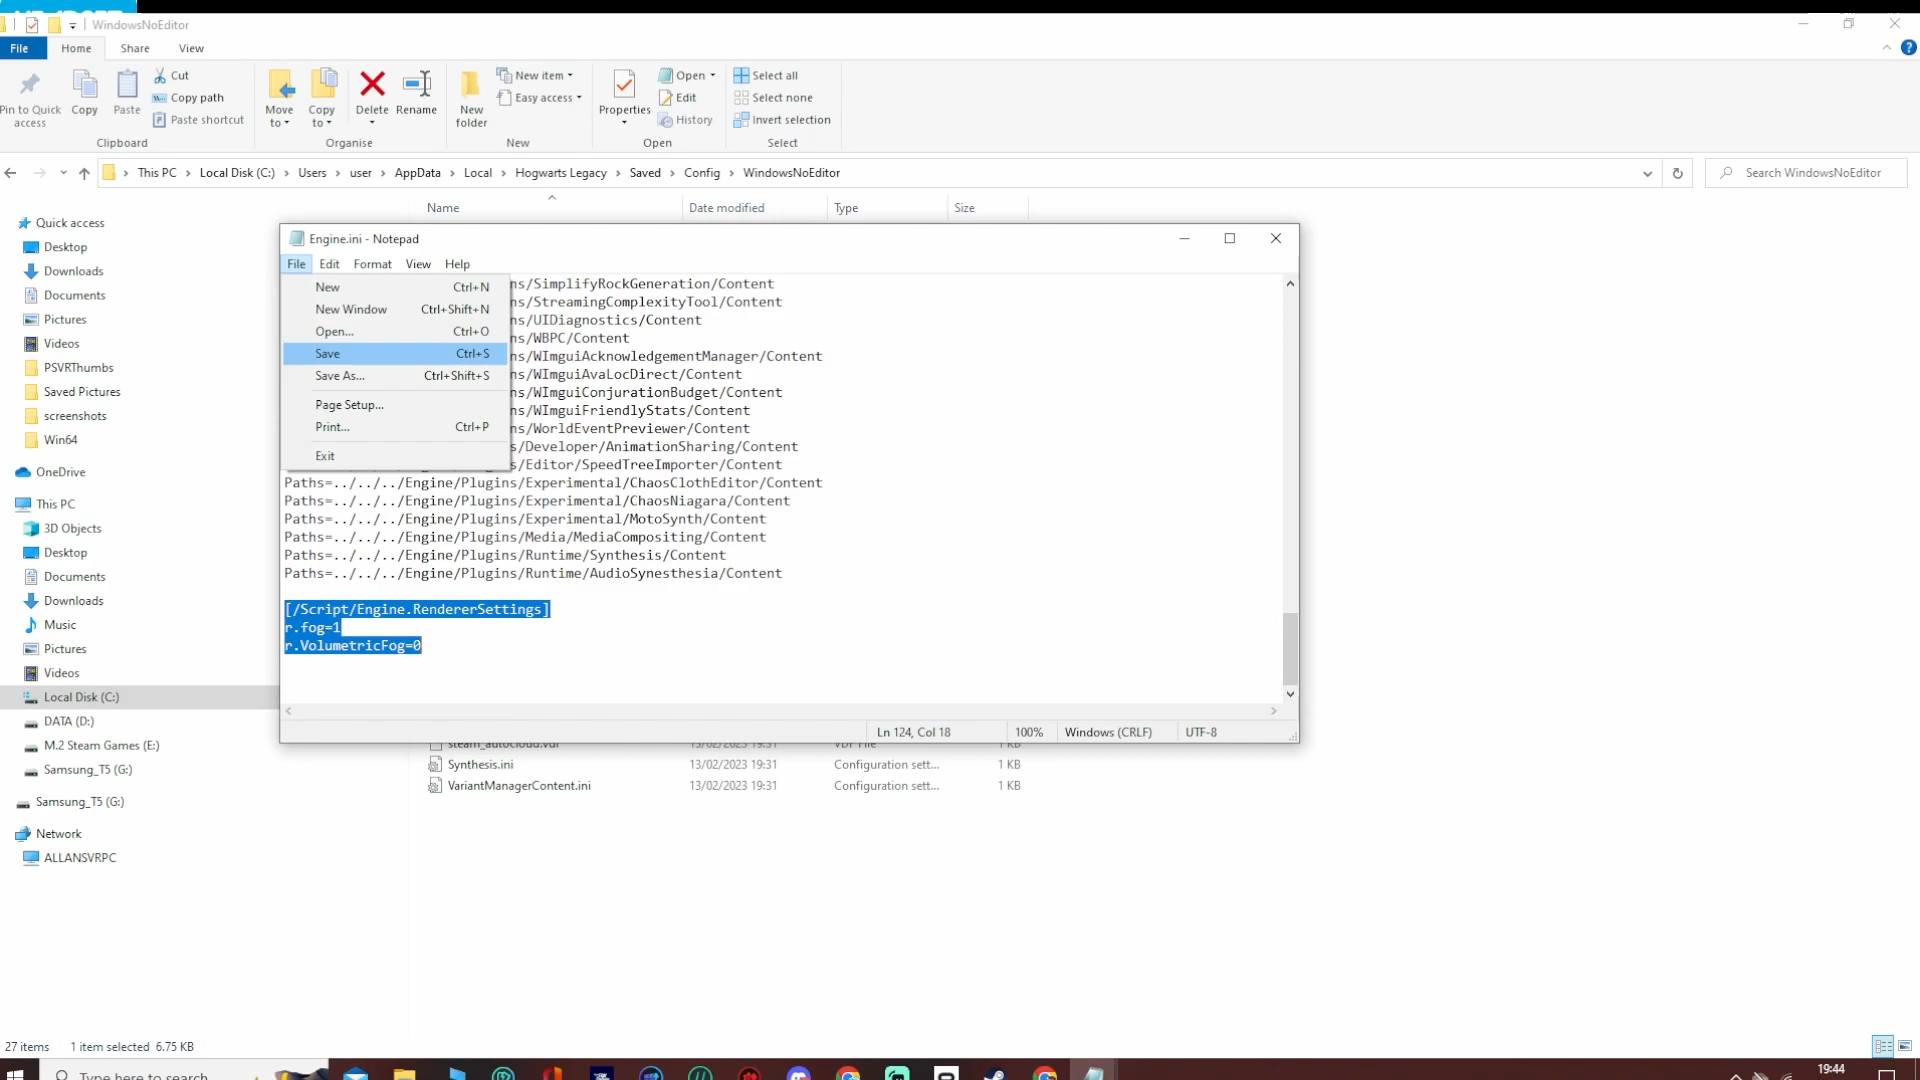 WindowsNoEditor
File Home Share View
Pin to Quick access
Copy
Paste
Cut
Copy path
Paste shortcut
Clipboard
Move to
Copy to
Delete
Rename
Organise
New folder
New item
Easy access
New
Properties
Open
Edit
History
Open
Select all
Select none
Invert selection
Select
This PC Local Disk (C:) Users user AppData Local Hogwarts Legacy Saved Config WindowsNoEditor
Search WindowsNoEditor
Name Date modified Type Size
Quick access
Desktop
Downloads
Documents
Pictures
Videos
PSVRThumbs
Saved Pictures
screenshots
Win64
OneDrive
This PC
3D Objects
Desktop
Documents
Downloads
Music
Pictures
Videos
Local Disk (C:)
DATA (D:)
M.2 Steam Games (E:)
Samsung_T5 (G:)
Samsung_T5 (G:)
Network
ALLANSVRPC
Engine.ini - Notepad
File Edit Format View Help
New Ctrl+N
New Window Ctrl+Shift+N
Open... Ctrl+O
Save Ctrl+S
Save As... Ctrl+Shift+S
Page Setup...
Print... Ctrl+P
Exit
ns/SimplifyRockGeneration/Content
ns/StreamingComplexityTool/Content
ns/UIDiagnostics/Content
ns/WBPC/Content
ns/WImguiAcknowledgementManager/Content
ns/WImguiAvaLocDirect/Content
ns/WImguiConjurationBudget/Content
ns/WImguiFriendlyStats/Content
ns/WorldEventPreviewer/Content
s/Developer/AnimationSharing/Content
s/Editor/SpeedTreeImporter/Content
Paths=../../../Engine/Plugins/Experimental/ChaosClothEditor/Content
Paths=../../../Engine/Plugins/Experimental/ChaosNiagara/Content
Paths=../../../Engine/Plugins/Experimental/MotoSynth/Content
Paths=../../../Engine/Plugins/Media/MediaCompositing/Content
Paths=../../../Engine/Plugins/Runtime/Synthesis/Content
Paths=../../../Engine/Plugins/Runtime/AudioSynesthesia/Content
[/Script/Engine.RendererSettings]
r.fog=1
r.VolumetricFog=0
Ln 124, Col 18 100% Windows (CRLF) UTF-8
steam_autocloud.vdf 13/02/2023 19:31 VDF File 1 KB
Synthesis.ini 13/02/2023 19:31 Configuration sett... 1 KB
VariantManagerContent.ini 13/02/2023 19:31 Configuration sett... 1 KB
27 items 1 item selected 6.75 KB
Type here to search
19:44